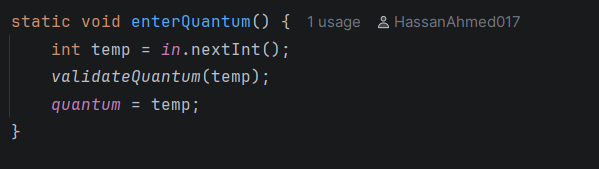 static void enterQuantum() { 1 usage HassanAhmed017
    int temp = in.nextInt();
    validateQuantum(temp);
    quantum = temp;
}